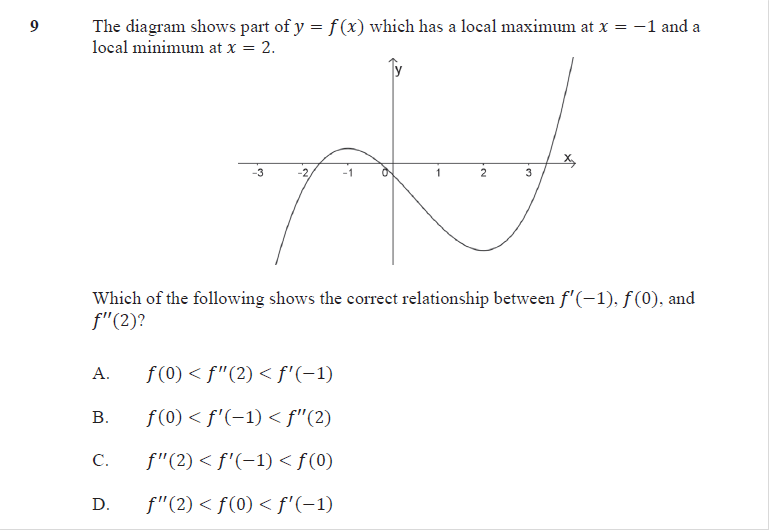 9 The diagram shows part of y = f(x) which has a local maximum at x = −1 and a
local minimum at x = 2.
y
x
-3 -2 -1 0 1 2 3
Which of the following shows the correct relationship between f′(−1), f(0), and
f″(2)?
A. f(0) < f″(2) < f′(−1)
B. f(0) < f′(−1) < f″(2)
C. f″(2) < f′(−1) < f(0)
D. f″(2) < f(0) < f′(−1)